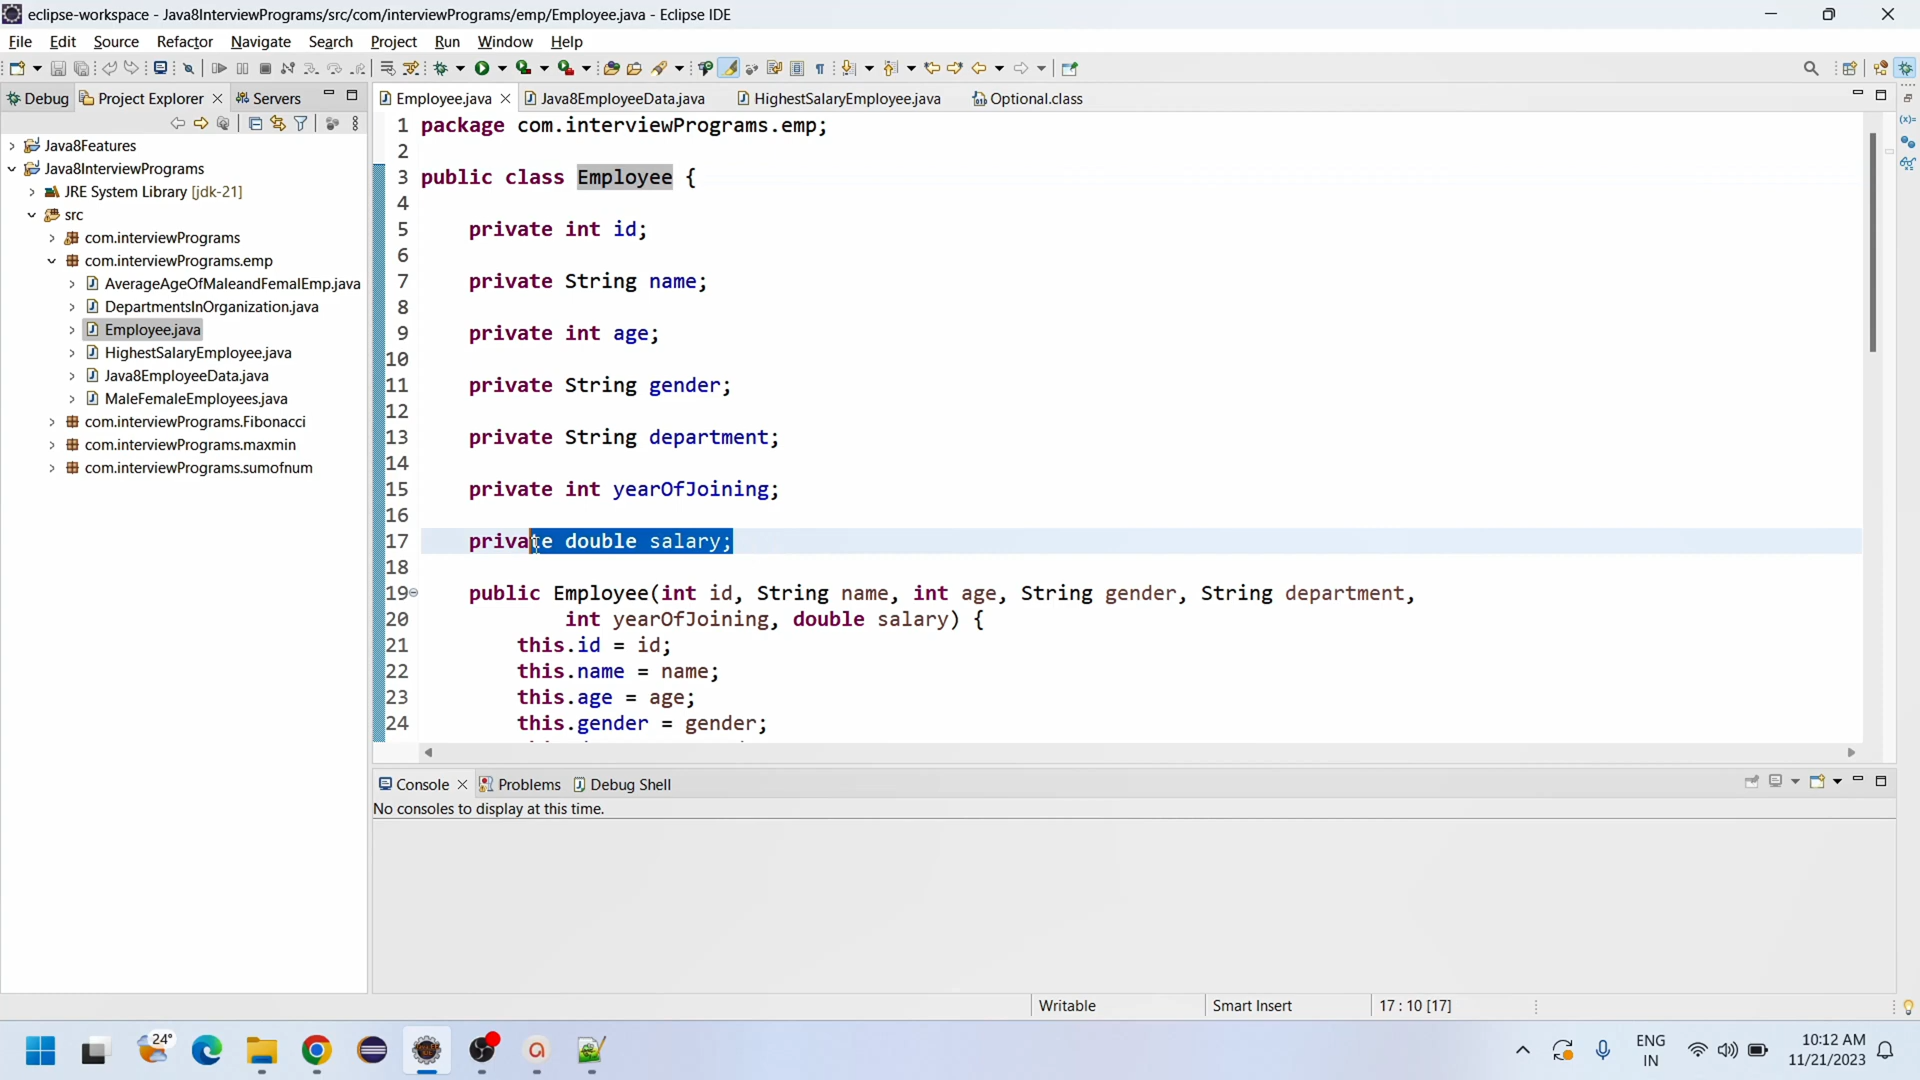 eclipse-workspace - Java8InterviewPrograms/src/com/interviewPrograms/emp/Employee.java - Eclipse IDE
File Edit Source Refactor Navigate Search Project Run Window Help
Debug Project Explorer Servers
Employee.java Java8EmployeeData.java HighestSalaryEmployee.java Optional.class
Java8Features
Java8InterviewPrograms
JRE System Library [jdk-21]
src
com.interviewPrograms
com.interviewPrograms.emp
AverageAgeOfMaleandFemalEmp.java
DepartmentsInOrganization.java
Employee.java
HighestSalaryEmployee.java
Java8EmployeeData.java
MaleFemaleEmployees.java
com.interviewPrograms.Fibonacci
com.interviewPrograms.maxmin
com.interviewPrograms.sumofnum
1 package com.interviewPrograms.emp;
2
3 public class Employee {
4
5 private int id;
6
7 private String name;
8
9 private int age;
10
11 private String gender;
12
13 private String department;
14
15 private int yearOfJoining;
16
17 private double salary;
18
19 public Employee(int id, String name, int age, String gender, String department,
20 int yearOfJoining, double salary) {
21 this.id = id;
22 this.name = name;
23 this.age = age;
24 this.gender = gender;
Console Problems Debug Shell
No consoles to display at this time.
Writable Smart Insert 17 : 10 [17]
24°
ENG
IN
10:12 AM
11/21/2023